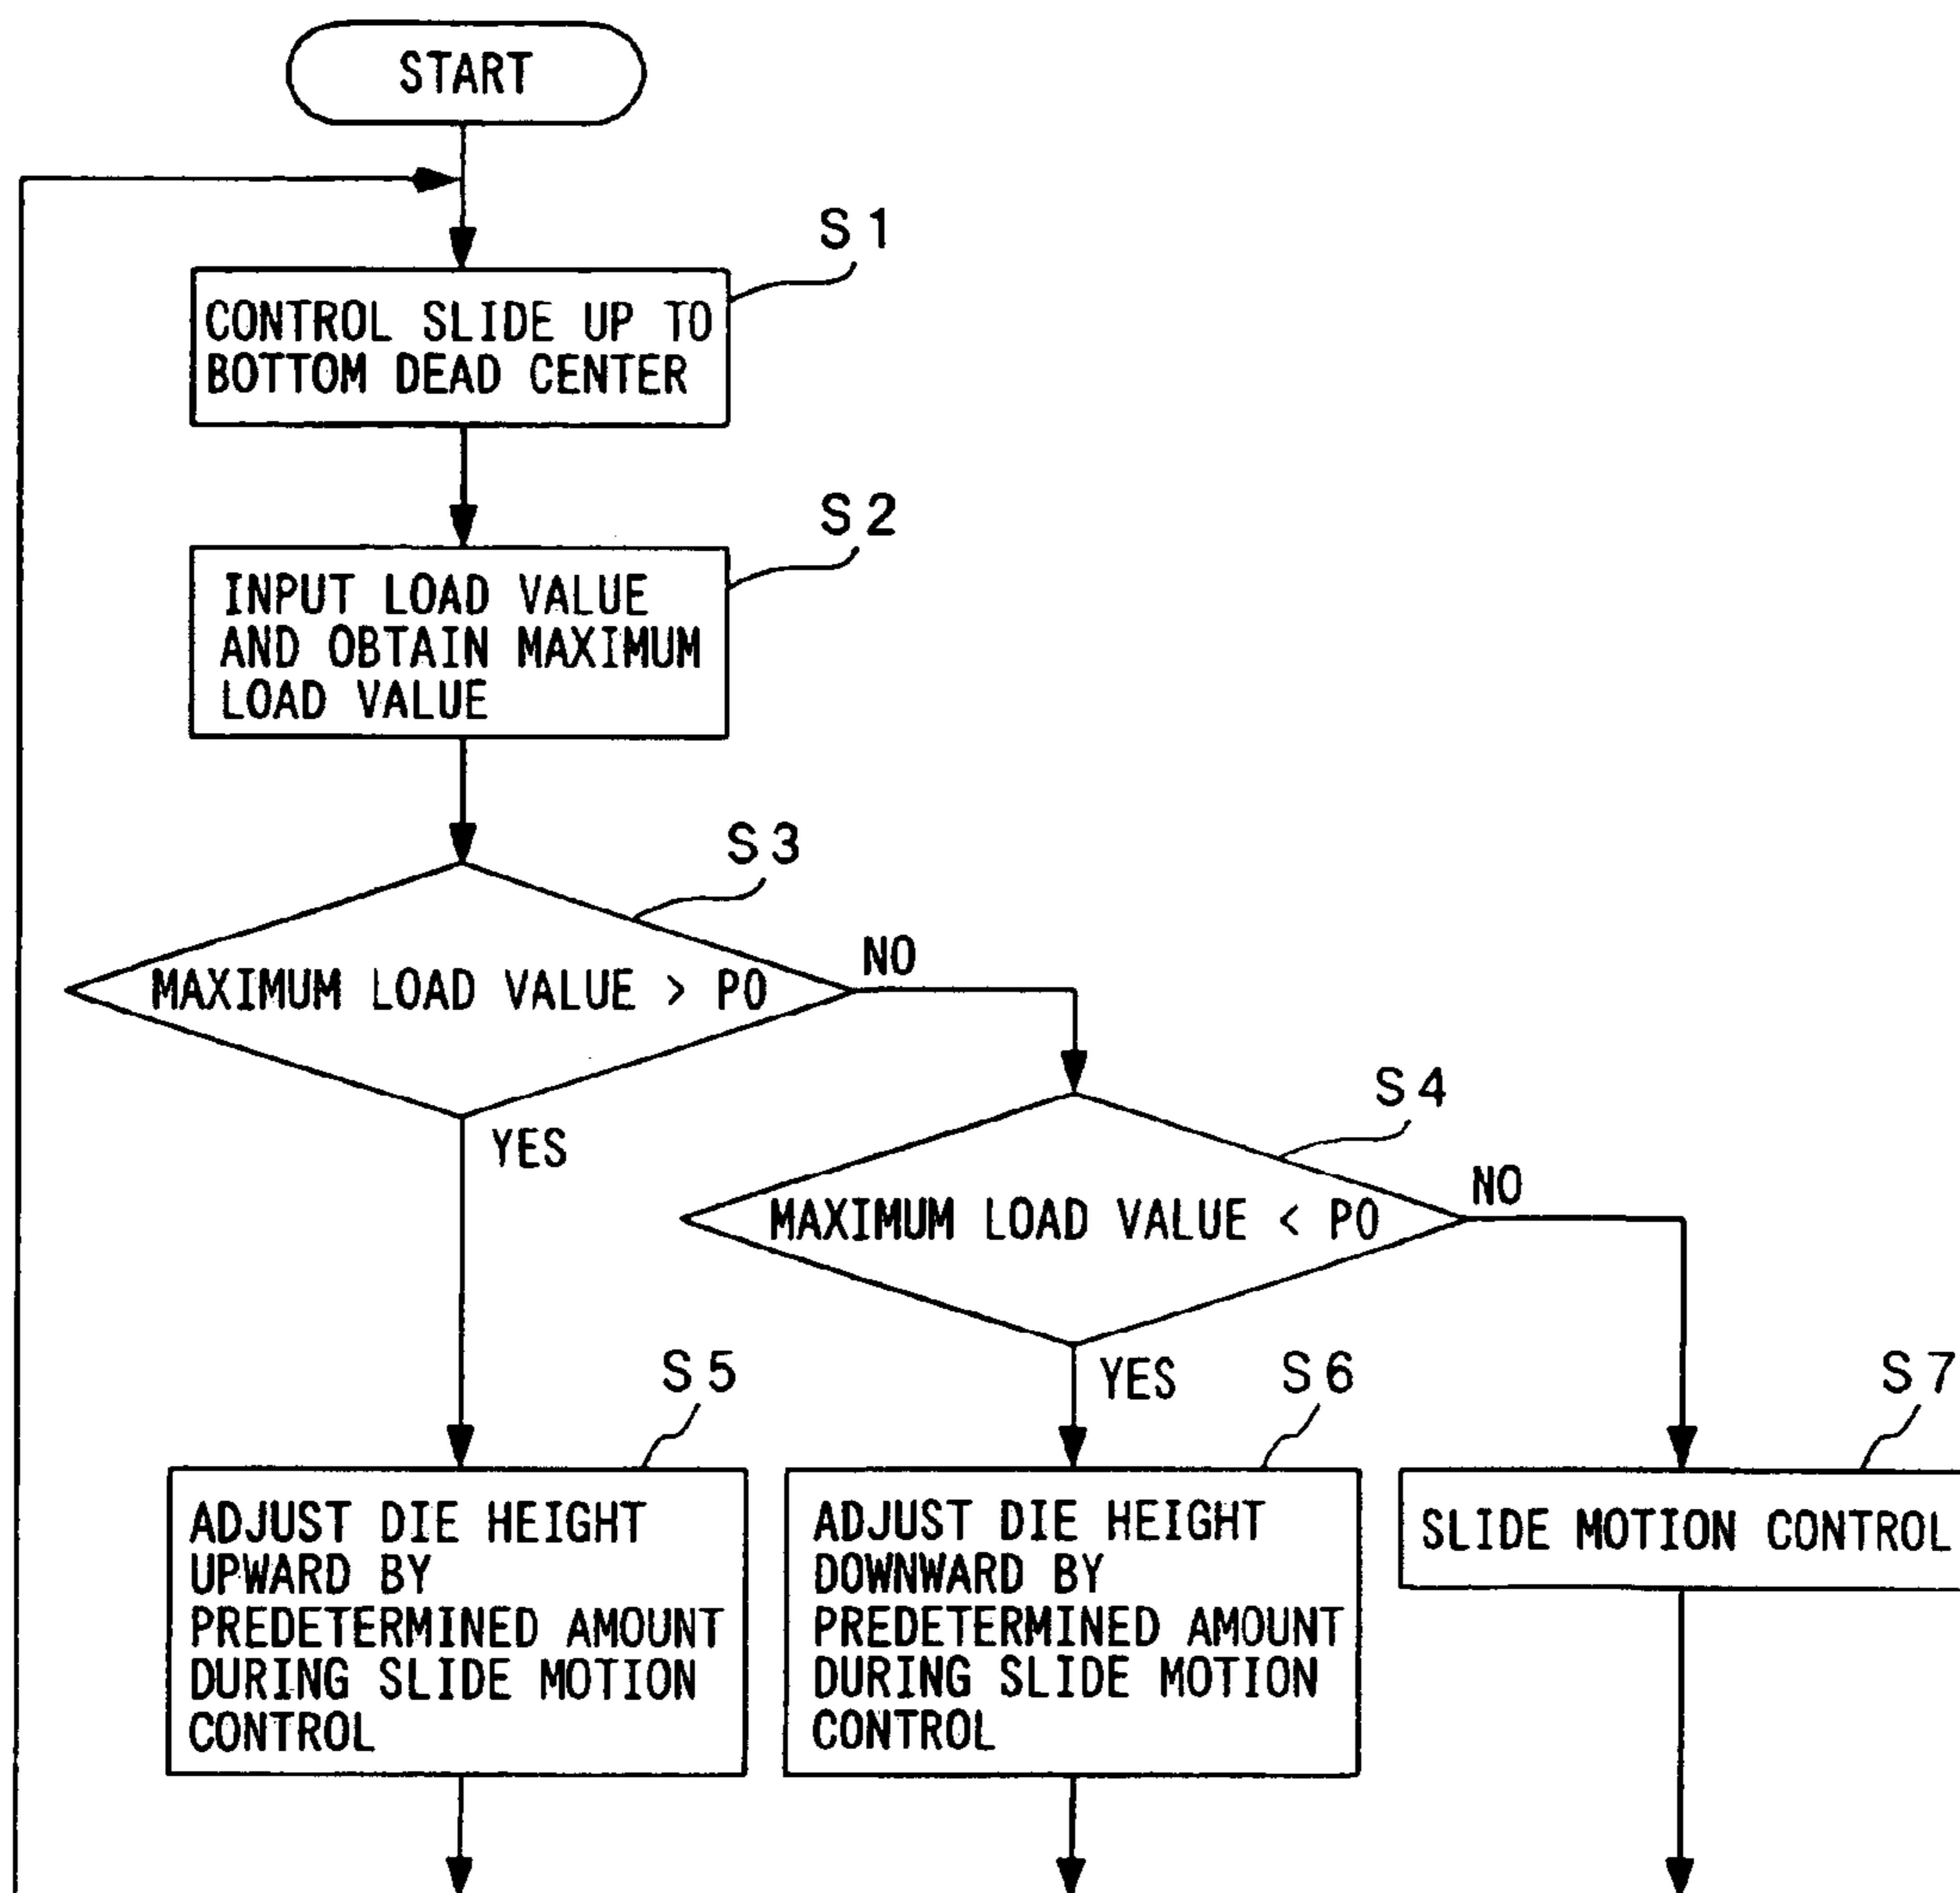 START
S1
CONTROL SLIDE UP TO
BOTTOM DEAD CENTER
S2
INPUT LOAD VALUE
AND OBTAIN MAXIMUM
LOAD VALUE
S3
MAXIMUM LOAD VALUE > P0
NO
YES
S4
MAXIMUM LOAD VALUE < P0
NO
YES
S5
ADJUST DIE HEIGHT
UPWARD BY
PREDETERMINED AMOUNT
DURING SLIDE MOTION
CONTROL
S6
ADJUST DIE HEIGHT
DOWNWARD BY
PREDETERMINED AMOUNT
DURING SLIDE MOTION
CONTROL
S7
SLIDE MOTION CONTROL